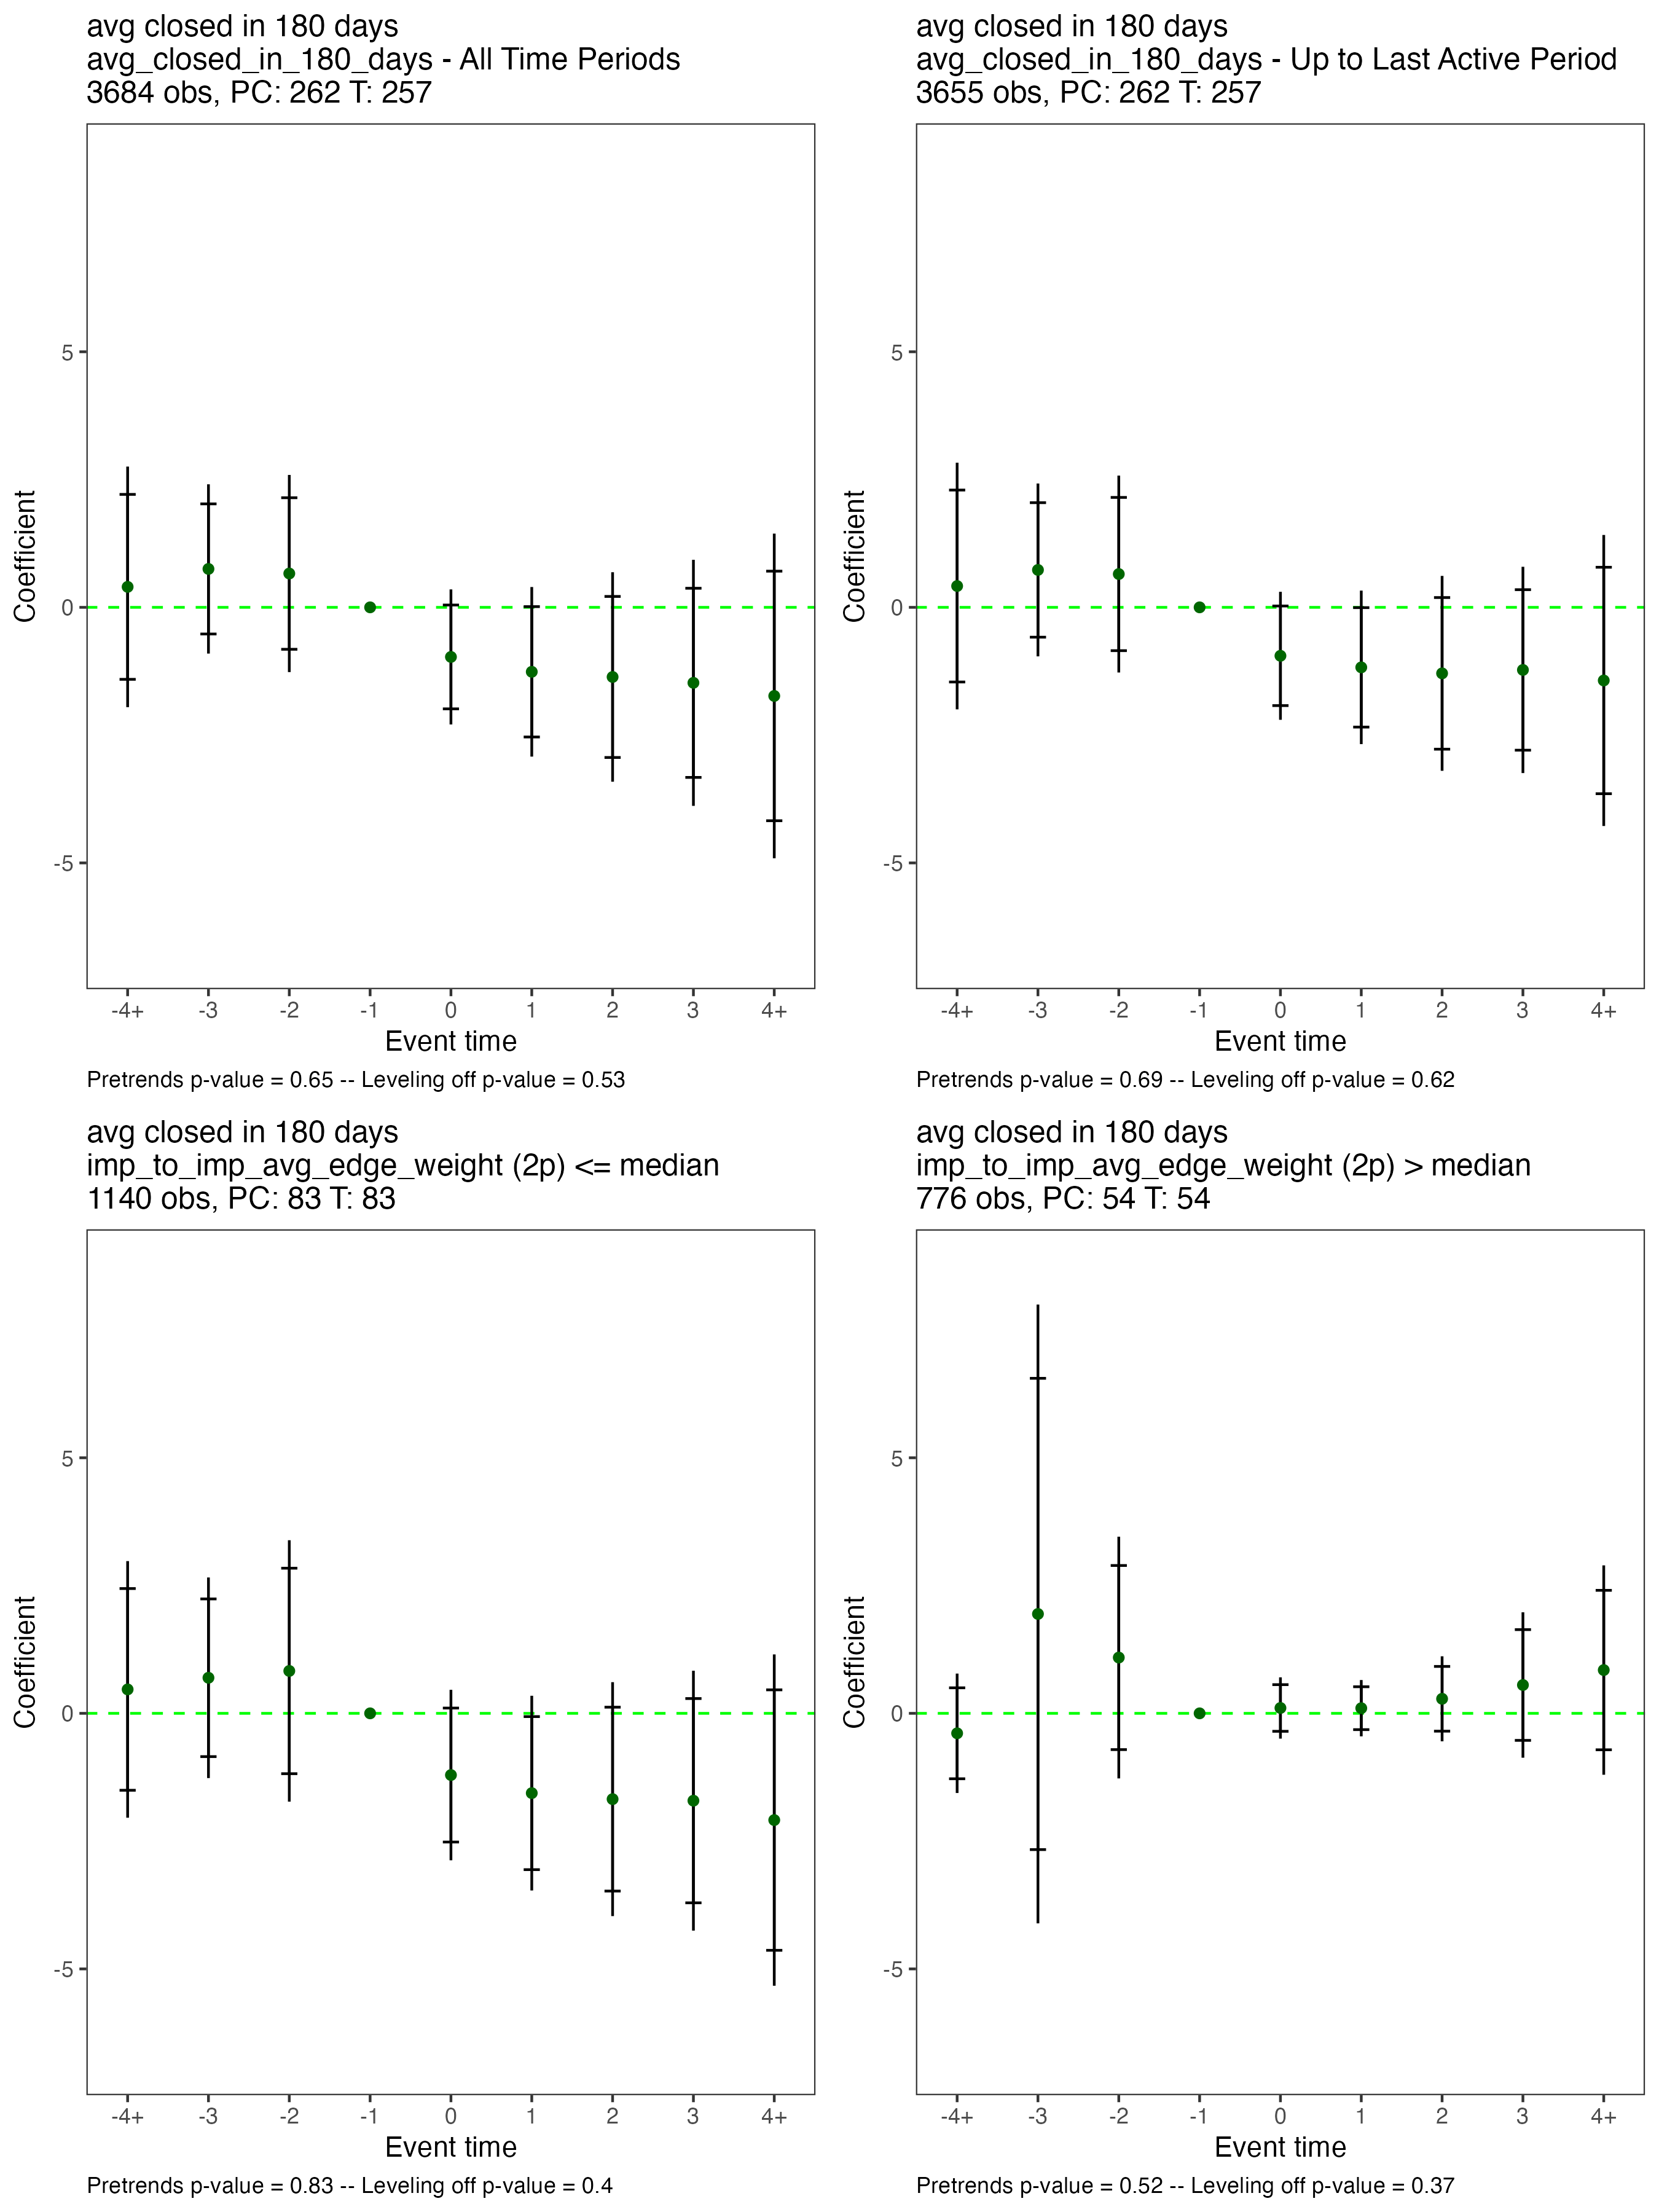 avg closed in 180 days
avg_closed_in_180_days - All Time Periods
3684 obs, PC: 262 T: 257
Coefficient
5
0
-5
-4+ -3 -2 -1 0 1 2 3 4+
Event time
Pretrends p-value = 0.65 -- Leveling off p-value = 0.53
avg closed in 180 days
avg_closed_in_180_days - Up to Last Active Period
3655 obs, PC: 262 T: 257
Coefficient
5
0
-5
-4+ -3 -2 -1 0 1 2 3 4+
Event time
Pretrends p-value = 0.69 -- Leveling off p-value = 0.62
avg closed in 180 days
imp_to_imp_avg_edge_weight (2p) <= median
1140 obs, PC: 83 T: 83
Coefficient
5
0
-5
-4+ -3 -2 -1 0 1 2 3 4+
Event time
Pretrends p-value = 0.83 -- Leveling off p-value = 0.4
avg closed in 180 days
imp_to_imp_avg_edge_weight (2p) > median
776 obs, PC: 54 T: 54
Coefficient
5
0
-5
-4+ -3 -2 -1 0 1 2 3 4+
Event time
Pretrends p-value = 0.52 -- Leveling off p-value = 0.37